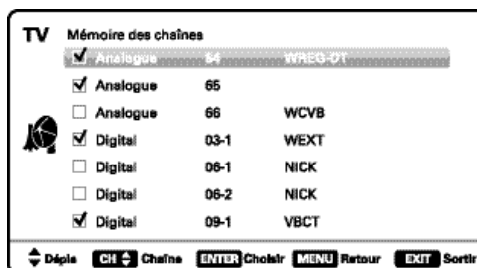 TV Mémoire des chaînes
Analogue 64 WREG-DT
Analogue 65
Analogue 66 WCVB
Digital 03-1 WEXT
Digital 06-1 NICK
Digital 06-2 NICK
Digital 09-1 VBCT
Dépla CH Chaîne ENTER Choisir MENU Retour EXIT Sortir